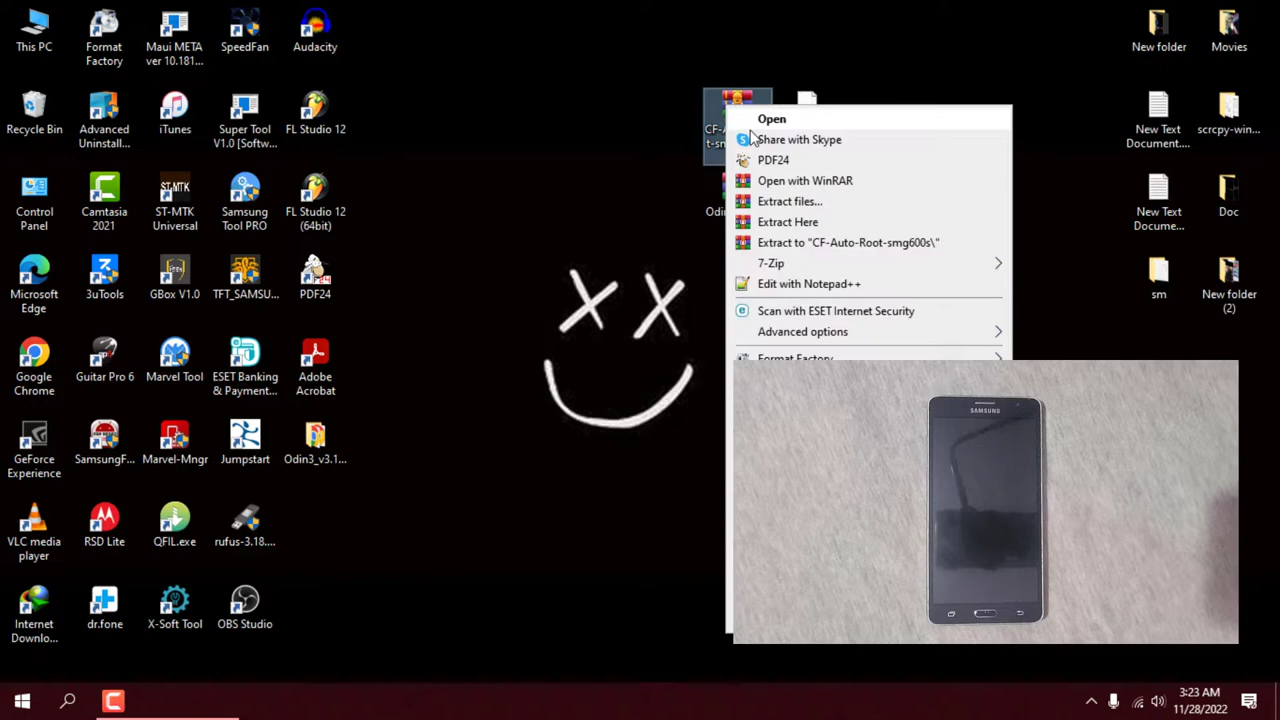 This PC
Format
Factory
Maui META
ver 10.181...
SpeedFan
Audacity
Recycle Bin
Advanced
Uninstall...
iTunes
Super Tool
V1.0 [Softw...
FL Studio 12
Control
Panel
Camtasia
2021
ST-MTK
Universal
Samsung
Tool PRO
FL Studio 12
(64bit)
Microsoft
Edge
3uTools
GBox V1.0
TFT_SAMSU...
PDF24
Google
Chrome
Guitar Pro 6
Marvel Tool
ESET Banking
& Payment...
Adobe
Acrobat
GeForce
Experience
SamsungF...
Marvel-Mngr
Jumpstart
Odin3_v3.1...
VLC media
player
RSD Lite
QFIL.exe
rufus-3.18....
Internet
Downlo...
dr.fone
X-Soft Tool
OBS Studio
Open
Share with Skype
PDF24
Open with WinRAR
Extract files...
Extract Here
Extract to "CF-Auto-Root-smg600s\"
7-Zip
Edit with Notepad++
Scan with ESET Internet Security
Advanced options
Format Factory
SAMSUNG
New folder
Movies
New Text
Document...
scrcpy-win...
New Text
Docume...
Doc
sm
New folder
(2)
3:23 AM
11/28/2022